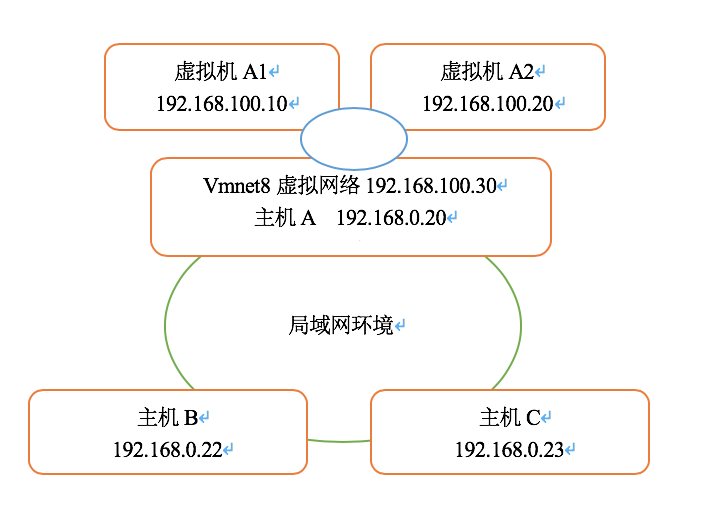 虚拟机 A1↵
192.168.100.10↵
虚拟机 A2↵
192.168.100.20↵
Vmnet8 虚拟网络 192.168.100.30↵
主机 A 192.168.0.20↵
局域网环境↵
主机 B↵
192.168.0.22↵
主机 C↵
192.168.0.23↵